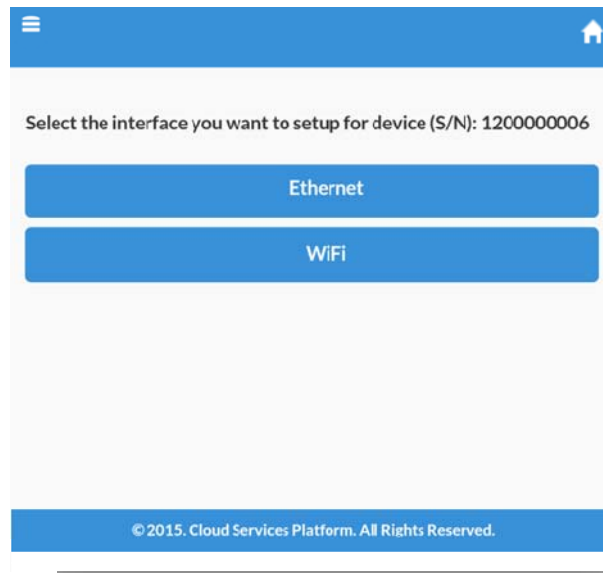 Select the interface you want to setup for device (S/N): 1200000006
Ethernet
WiFi
© 2015. Cloud Services Platform. All Rights Reserved.